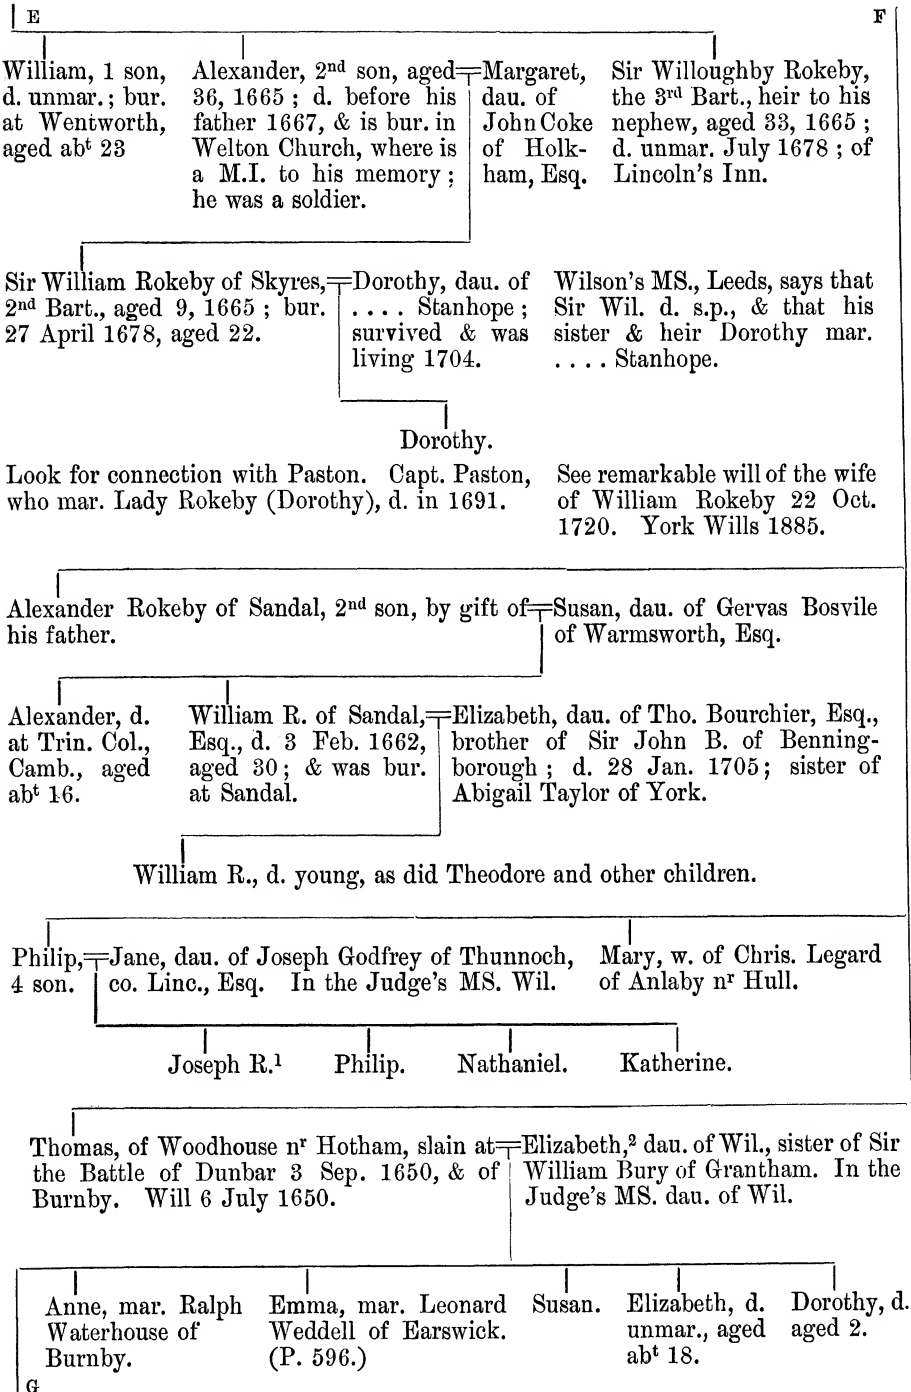 E
F
William, 1 son,
d. unmar.; bur.
at Wentworth,
aged abᵗ 23
Alexander, 2ⁿᵈ son, aged
36, 1665; d. before his
father 1667, & is bur. in
Welton Church, where is
a M.I. to his memory;
he was a soldier.
Margaret,
dau. of
John Coke
of Holk-
ham, Esq.
Sir Willoughby Rokeby,
the 3ʳᵈ Bart., heir to his
nephew, aged 33, 1665;
d. unmar. July 1678; of
Lincoln's Inn.
Sir William Rokeby of Skyres,
2ⁿᵈ Bart., aged 9, 1665; bur.
27 April 1678, aged 22.
Dorothy, dau. of
.... Stanhope;
survived & was
living 1704.
Wilson's MS., Leeds, says that
Sir Wil. d. s.p., & that his
sister & heir Dorothy mar.
.... Stanhope.
Dorothy.
Look for connection with Paston. Capt. Paston,
who mar. Lady Rokeby (Dorothy), d. in 1691.
See remarkable will of the wife
of William Rokeby 22 Oct.
1720. York Wills 1885.
Alexander Rokeby of Sandal, 2ⁿᵈ son, by gift of
his father.
Susan, dau. of Gervas Bosvile
of Warmsworth, Esq.
Alexander, d.
at Trin. Col.,
Camb., aged
abᵗ 16.
William R. of Sandal,
Esq., d. 3 Feb. 1662,
aged 30; & was bur.
at Sandal.
Elizabeth, dau. of Tho. Bourchier, Esq.,
brother of Sir John B. of Benning-
borough; d. 28 Jan. 1705; sister of
Abigail Taylor of York.
William R., d. young, as did Theodore and other children.
Philip,
4 son.
Jane, dau. of Joseph Godfrey of Thunnoch,
co. Linc., Esq. In the Judge's MS. Wil.
Mary, w. of Chris. Legard
of Anlaby nʳ Hull.
Joseph R.¹
Philip.
Nathaniel.
Katherine.
Thomas, of Woodhouse nʳ Hotham, slain at
the Battle of Dunbar 3 Sep. 1650, & of
Burnby. Will 6 July 1650.
Elizabeth,² dau. of Wil., sister of Sir
William Bury of Grantham. In the
Judge's MS. dau. of Wil.
Anne, mar. Ralph
Waterhouse of
Burnby.
Emma, mar. Leonard
Weddell of Earswick.
(P. 596.)
Susan.
Elizabeth, d.
unmar., aged
abᵗ 18.
Dorothy, d.
aged 2.
G